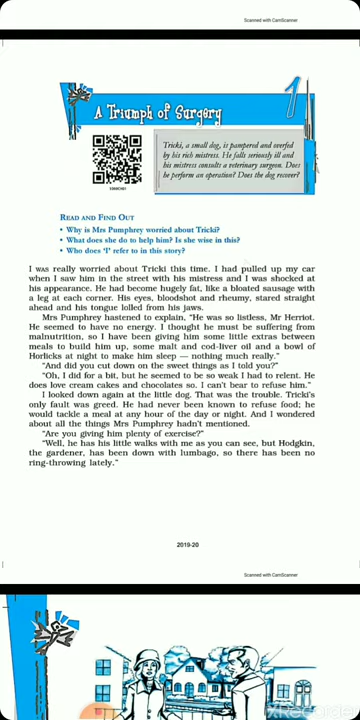 Scanned with CamScanner
A Triumph of Surgery
1
Tricki, a small dog, is pampered and overfed
by his rich mistress. He falls seriously ill and
his mistress consults a veterinary surgeon. Does
he perform an operation? Does the dog recover?
READ AND FIND OUT
• Why is Mrs Pumphrey worried about Tricki?
• What does she do to help him? Is she wise in this?
• Who does 'I' refer to in this story?
I was really worried about Tricki this time. I had pulled up my car
when I saw him in the street with his mistress and I was shocked at
his appearance. He had become hugely fat, like a bloated sausage with
a leg at each corner. His eyes, bloodshot and rheumy, stared straight
ahead and his tongue lolled from his jaws.
Mrs Pumphrey hastened to explain, "He was so listless, Mr Herriot.
He seemed to have no energy. I thought he must be suffering from
malnutrition, so I have been giving him some little extras between
meals to build him up, some malt and cod-liver oil and a bowl of
Horlicks at night to make him sleep — nothing much really."
"And did you cut down on the sweet things as I told you?"
"Oh, I did for a bit, but he seemed to be so weak I had to relent. He
does love cream cakes and chocolates so. I can't bear to refuse him."
I looked down again at the little dog. That was the trouble. Tricki's
only fault was greed. He had never been known to refuse food; he
would tackle a meal at any hour of the day or night. And I wondered
about all the things Mrs Pumphrey hadn't mentioned.
"Are you giving him plenty of exercise?"
"Well, he has his little walks with me as you can see, but Hodgkin,
the gardener, has been down with lumbago, so there has been no
ring-throwing lately."
2019-20
Scanned with CamScanner